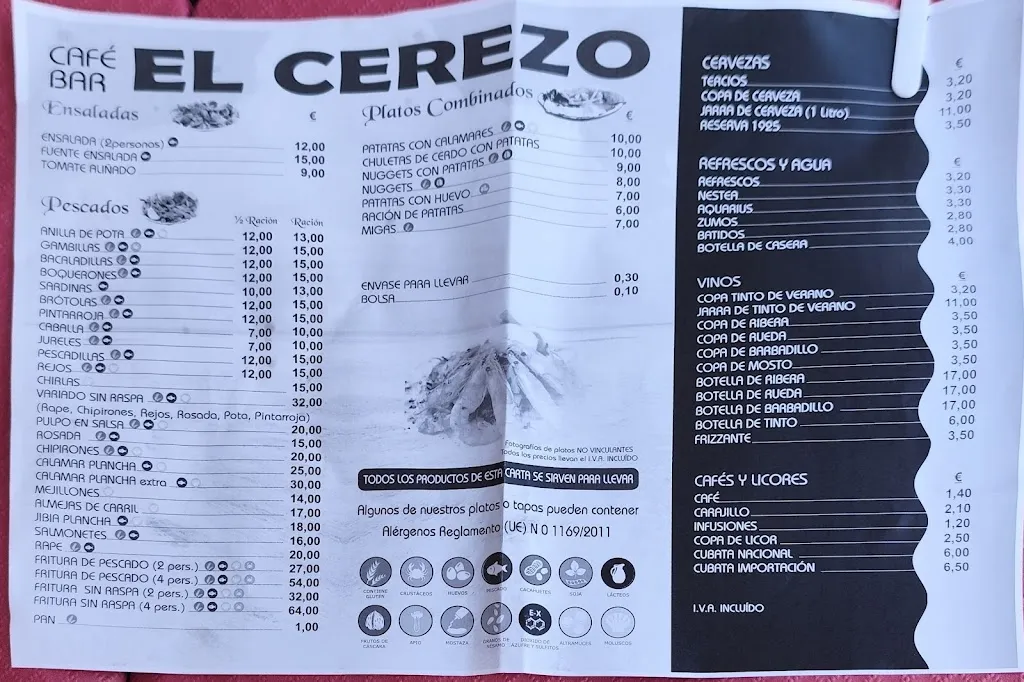 CAFÉ BAR EL CEREZO
Ensaladas €
ENSALADA (2personas) 12,00
FUENTE ENSALADA 15,00
TOMATE ALIÑADO 9,00
Pescados ½ Ración Ración
ANILLA DE POTA 12,00 13,00
GAMBILLAS 12,00 15,00
BACALADILLAS 12,00 15,00
BOQUERONES 12,00 15,00
SARDINAS 10,00 13,00
BRÓTOLAS 12,00 15,00
PINTARROJA 12,00 15,00
CABALLA 7,00 10,00
JURELES 7,00 10,00
PESCADILLAS 12,00 15,00
REJOS 12,00 15,00
CHIRLAS 15,00
VARIADO SIN RASPA 32,00
(Rape, Chipirones, Rejos, Rosada, Pota, Pintarroja)
PULPO EN SALSA 20,00
ROSADA 15,00
CHIPIRONES 20,00
CALAMAR PLANCHA 25,00
CALAMAR PLANCHA extra 30,00
MEJILLONES 14,00
ALMEJAS DE CARRIL 17,00
JIBIA PLANCHA 18,00
SALMONETES 16,00
RAPE 20,00
FRITURA DE PESCADO (2 pers.) 27,00
FRITURA DE PESCADO (4 pers.) 54,00
FRITURA SIN RASPA (2 pers.) 32,00
FRITURA SIN RASPA (4 pers.) 64,00
PAN 1,00
Platos Combinados €
PATATAS CON CALAMARES 10,00
CHULETAS DE CERDO CON PATATAS 10,00
NUGGETS CON PATATAS 9,00
NUGGETS 8,00
PATATAS CON HUEVO 7,00
RACIÓN DE PATATAS 6,00
MIGAS 7,00
ENVASE PARA LLEVAR 0,30
BOLSA 0,10
Fotografías de platos NO VINCULANTES
Todos los precios llevan el I.V.A. INCLUÍDO
TODOS LOS PRODUCTOS DE ESTA CARTA SE SIRVEN PARA LLEVAR
Algunos de nuestros platos o tapas pueden contener
Alérgenos Reglamento (UE) N 0 1169/2011
CONTIENE GLUTEN CRUSTÁCEOS HUEVOS PESCADO CACAHUETES SOJA LÁCTEOS
E-X
FRUTOS DE CÁSCARA APIO MOSTAZA GRANOS DE SÉSAMO DIÓXIDO DE AZUFRE Y SULFITOS ALTRAMUCES MOLUSCOS
CERVEZAS €
TERCIOS 3,20
COPA DE CERVEZA 3,20
JARRA DE CERVEZA (1 Litro) 11,00
RESERVA 1925 3,50
REFRESCOS Y AGUA €
REFRESCOS 3,20
NESTEA 3,30
AQUARIUS 3,30
ZUMOS 2,80
BATIDOS 2,80
BOTELLA DE CASERA 4,00
VINOS €
COPA TINTO DE VERANO 3,20
JARRA DE TINTO DE VERANO 11,00
COPA DE RIBERA 3,50
COPA DE RUEDA 3,50
COPA DE BARBADILLO 3,50
COPA DE MOSTO 3,50
BOTELLA DE RIBERA 17,00
BOTELLA DE RUEDA 17,00
BOTELLA DE BARBADILLO 17,00
BOTELLA DE TINTO 6,00
FRIZZANTE 3,50
CAFÉS Y LICORES €
CAFÉ 1,40
CARAJILLO 2,10
INFUSIONES 1,20
COPA DE LICOR 2,50
CUBATA NACIONAL 6,00
CUBATA IMPORTACIÓN 6,50
I.V.A. INCLUÍDO